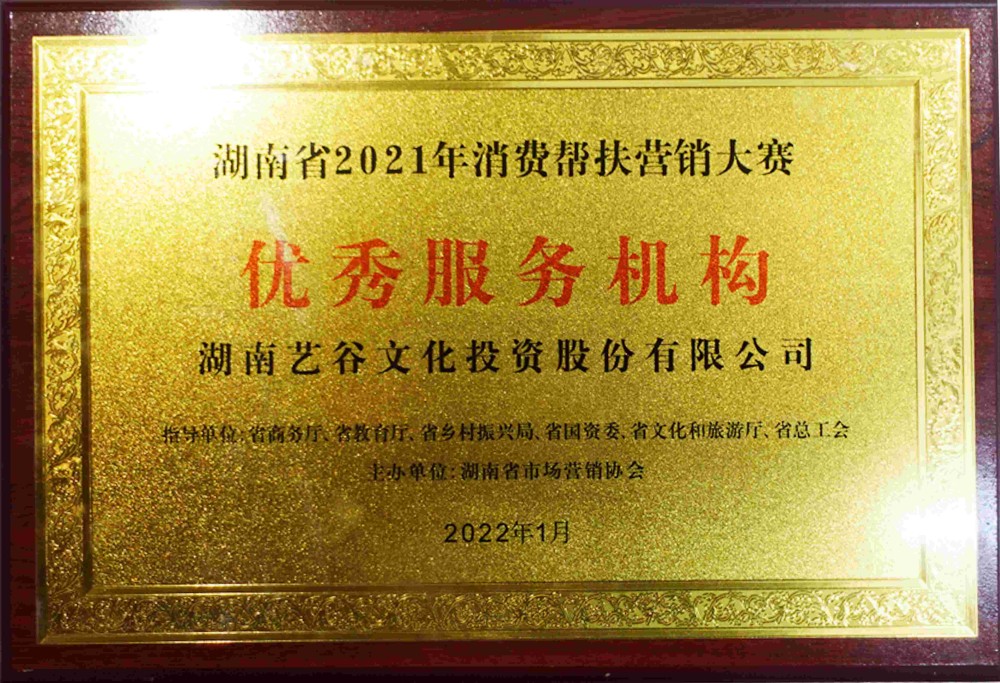 湖南省2021年消费帮扶营销大赛
优秀服务机构
湖南艺谷文化投资股份有限公司
指导单位:省商务厅、省教育厅、省乡村振兴局、省国资委、省文化和旅游厅、省总工会
主办单位:湖南省市场营销协会
2022年1月